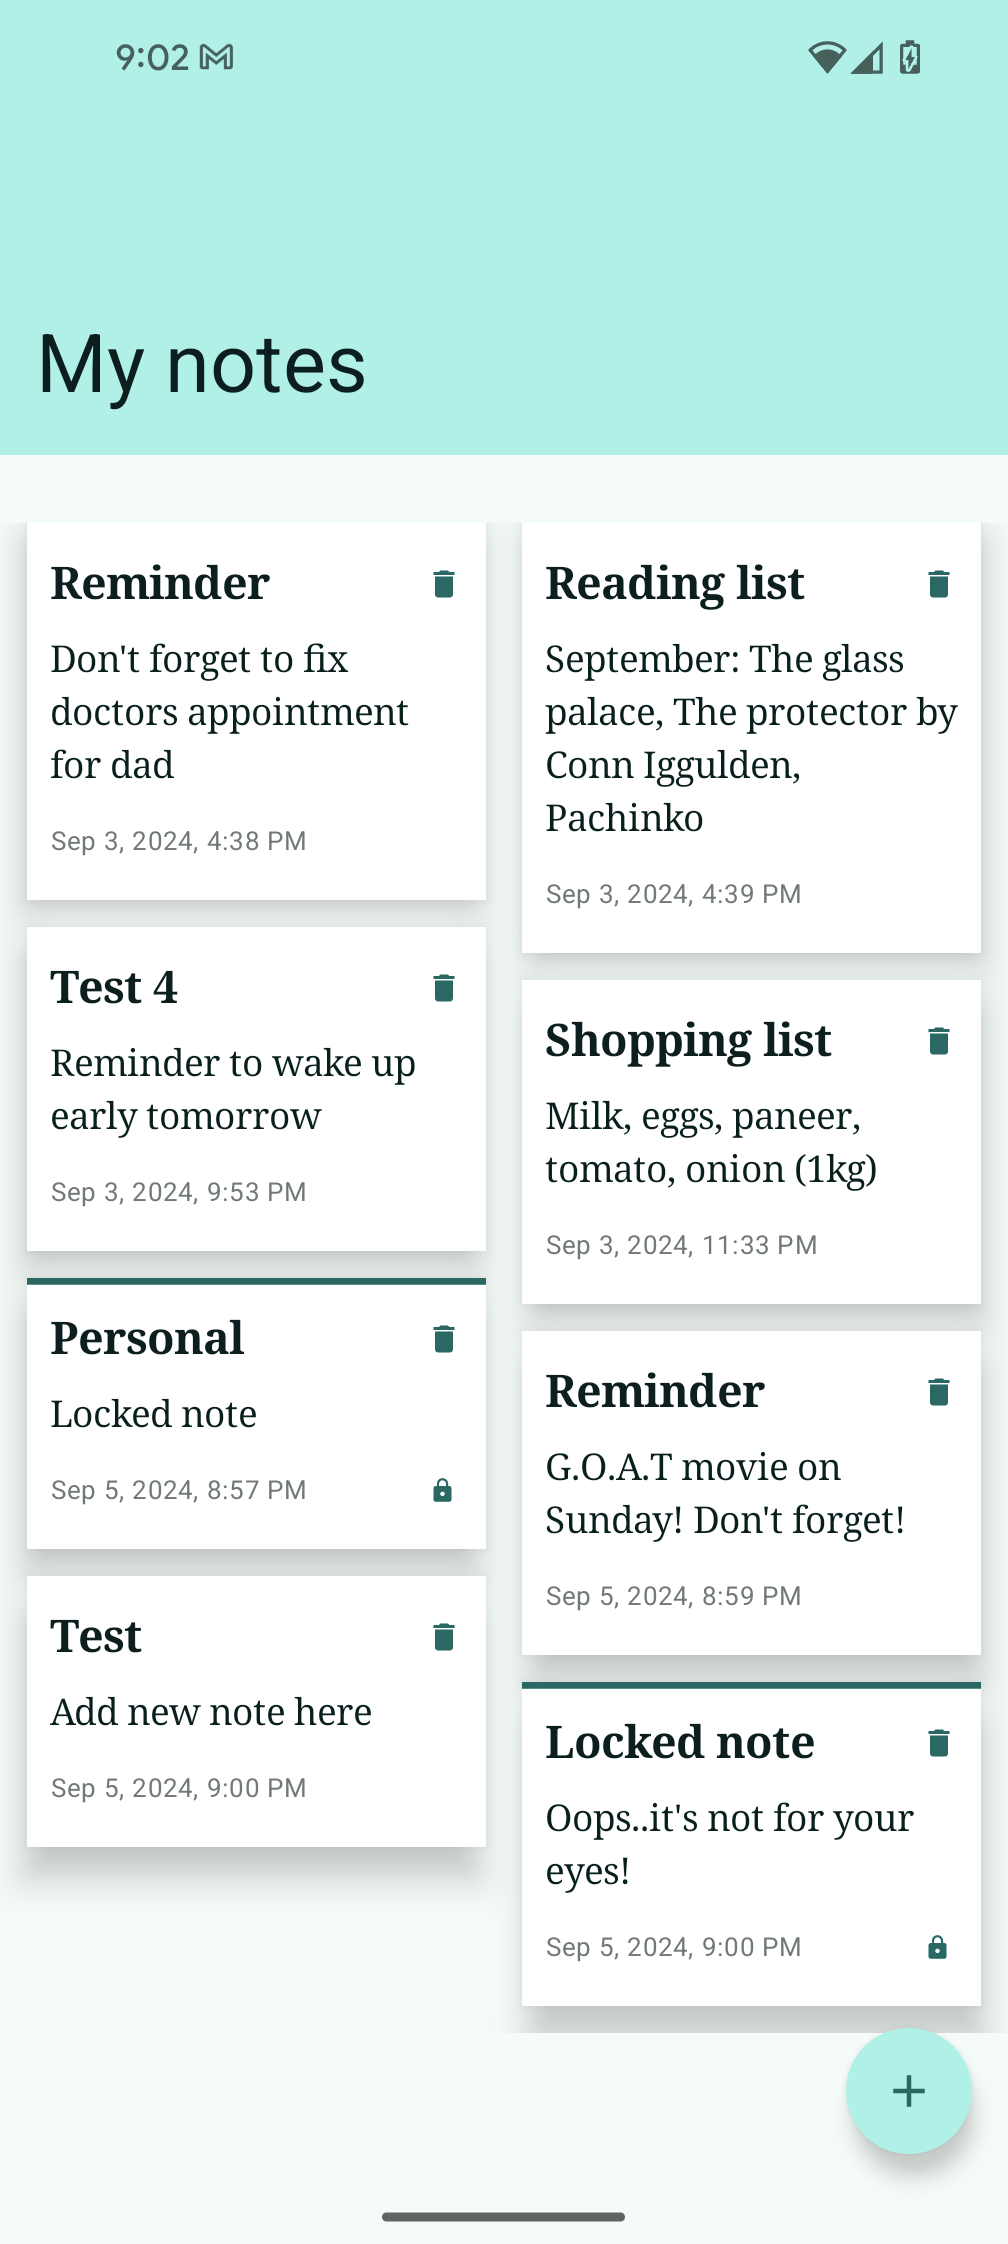 9:02
My notes
Reminder
Don't forget to fix
doctors appointment
for dad
Sep 3, 2024, 4:38 PM
Reading list
September: The glass
palace, The protector by
Conn Iggulden,
Pachinko
Sep 3, 2024, 4:39 PM
Test 4
Reminder to wake up
early tomorrow
Sep 3, 2024, 9:53 PM
Shopping list
Milk, eggs, paneer,
tomato, onion (1kg)
Sep 3, 2024, 11:33 PM
Personal
Locked note
Sep 5, 2024, 8:57 PM
Reminder
G.O.A.T movie on
Sunday! Don't forget!
Sep 5, 2024, 8:59 PM
Test
Add new note here
Sep 5, 2024, 9:00 PM
Locked note
Oops..it's not for your
eyes!
Sep 5, 2024, 9:00 PM